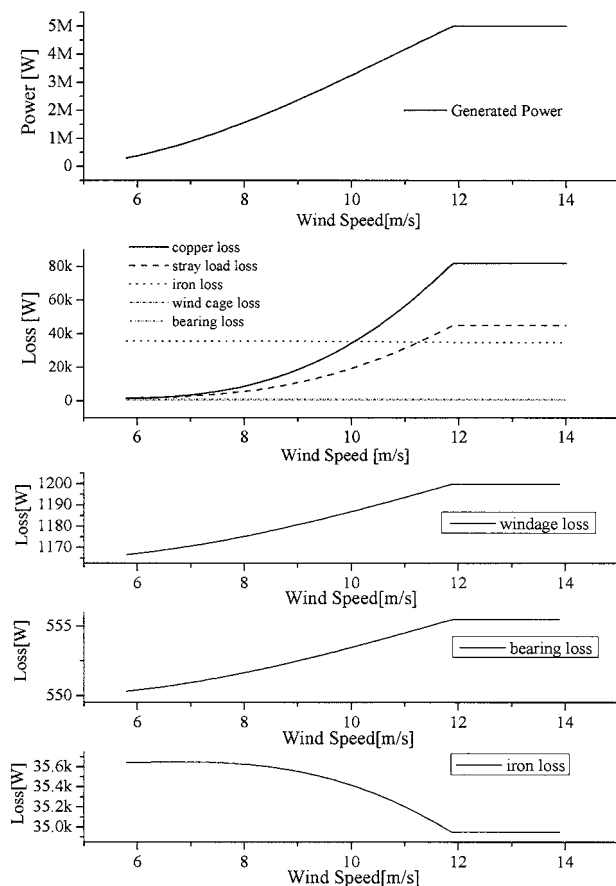 5M
4M
3M
2M
1M
0
Power [W]
Generated Power
6 8 10 12 14
Wind Speed[m/s]
copper loss
stray load loss
iron loss
wind cage loss
bearing loss
80k
60k
40k
20k
0
Loss [W]
6 8 10 12 14
Wind Speed [m/s]
1200
1190
1180
1170
Loss[W]
windage loss
6 8 10 12 14
Wind Speed[m/s]
555
550
Loss[W]
bearing loss
6 8 10 12 14
Wind Speed[m/s]
35.6k
35.4k
35.2k
35.0k
Loss[W]
iron loss
6 8 10 12 14
Wind Speed[m/s]